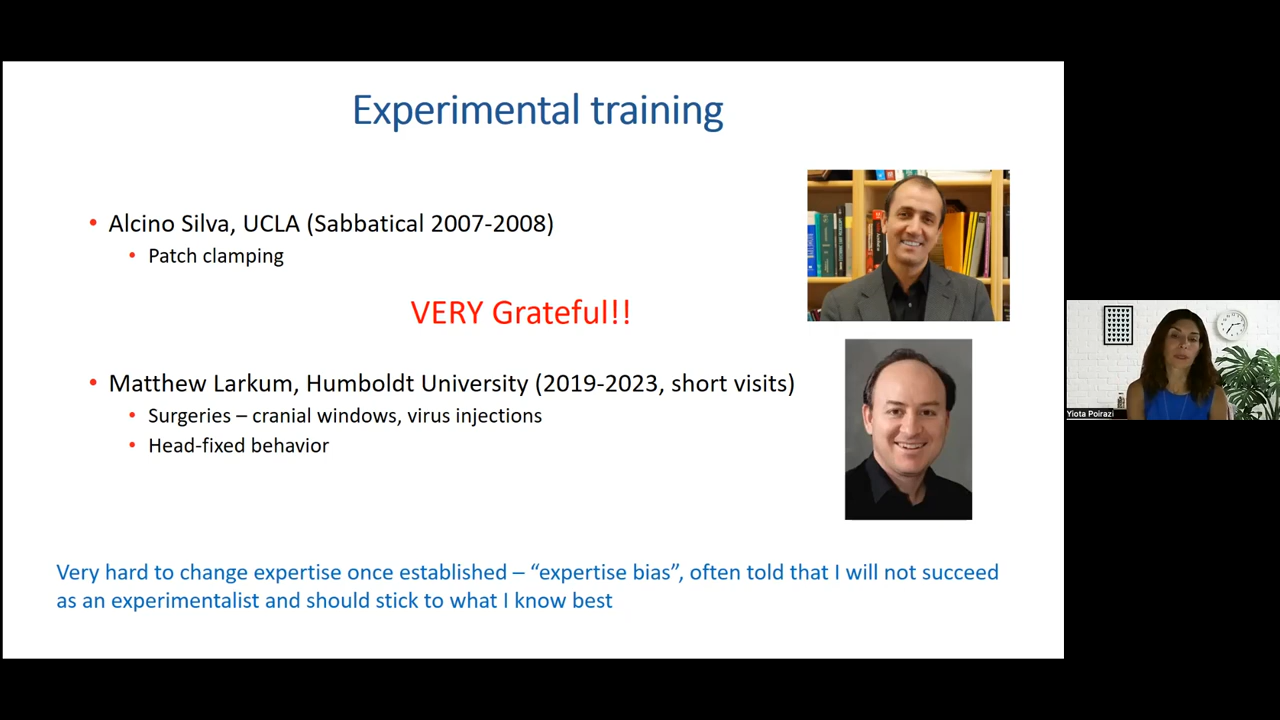 Experimental training
• Alcino Silva, UCLA (Sabbatical 2007-2008)
• Patch clamping
VERY Grateful!!
• Matthew Larkum, Humboldt University (2019-2023, short visits)
• Surgeries – cranial windows, virus injections
• Head-fixed behavior
Very hard to change expertise once established – “expertise bias”, often told that I will not succeed
as an experimentalist and should stick to what I know best
Yiota Poirazi